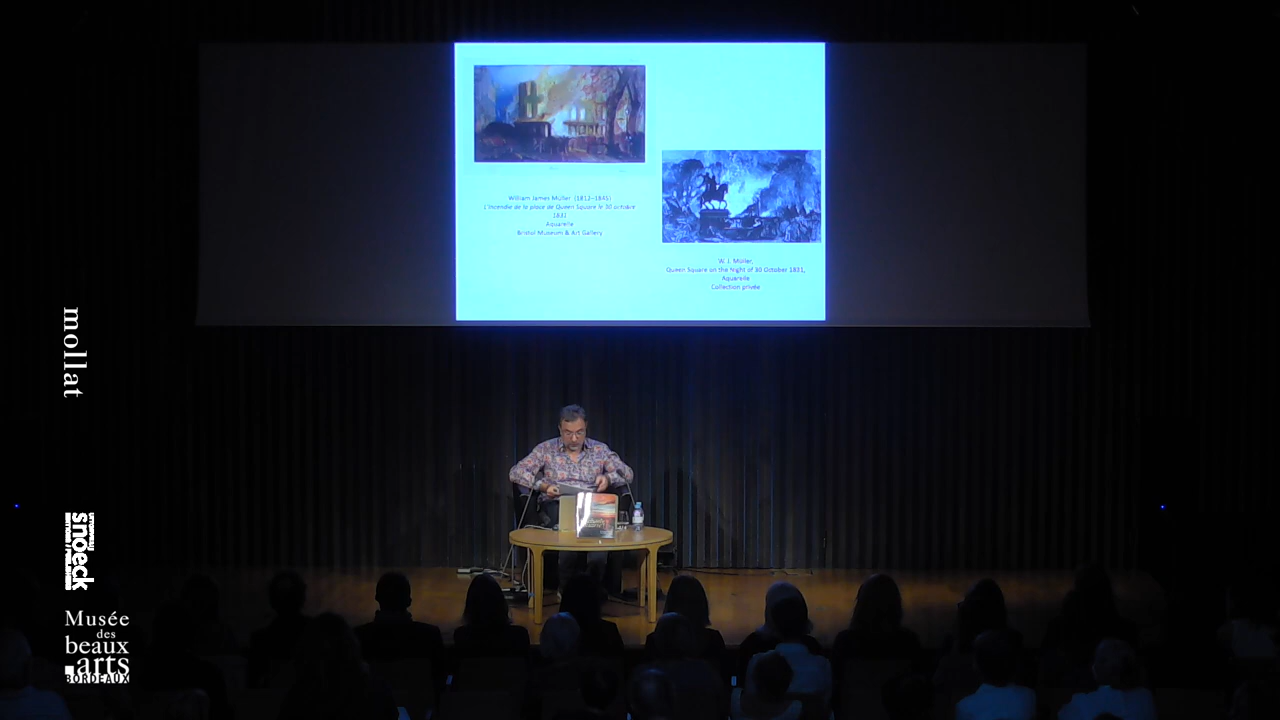 William James Müller (1812–1845)
L'Incendie de la place de Queen Square le 30 octobre
1831
Aquarelle
Bristol Museum & Art Gallery
W. J. Müller,
Queen Square on the Night of 30 October 1831,
Aquarelle
Collection privée
mollat
snoeck
Musée
des
beaux
.arts
BORDEAUX